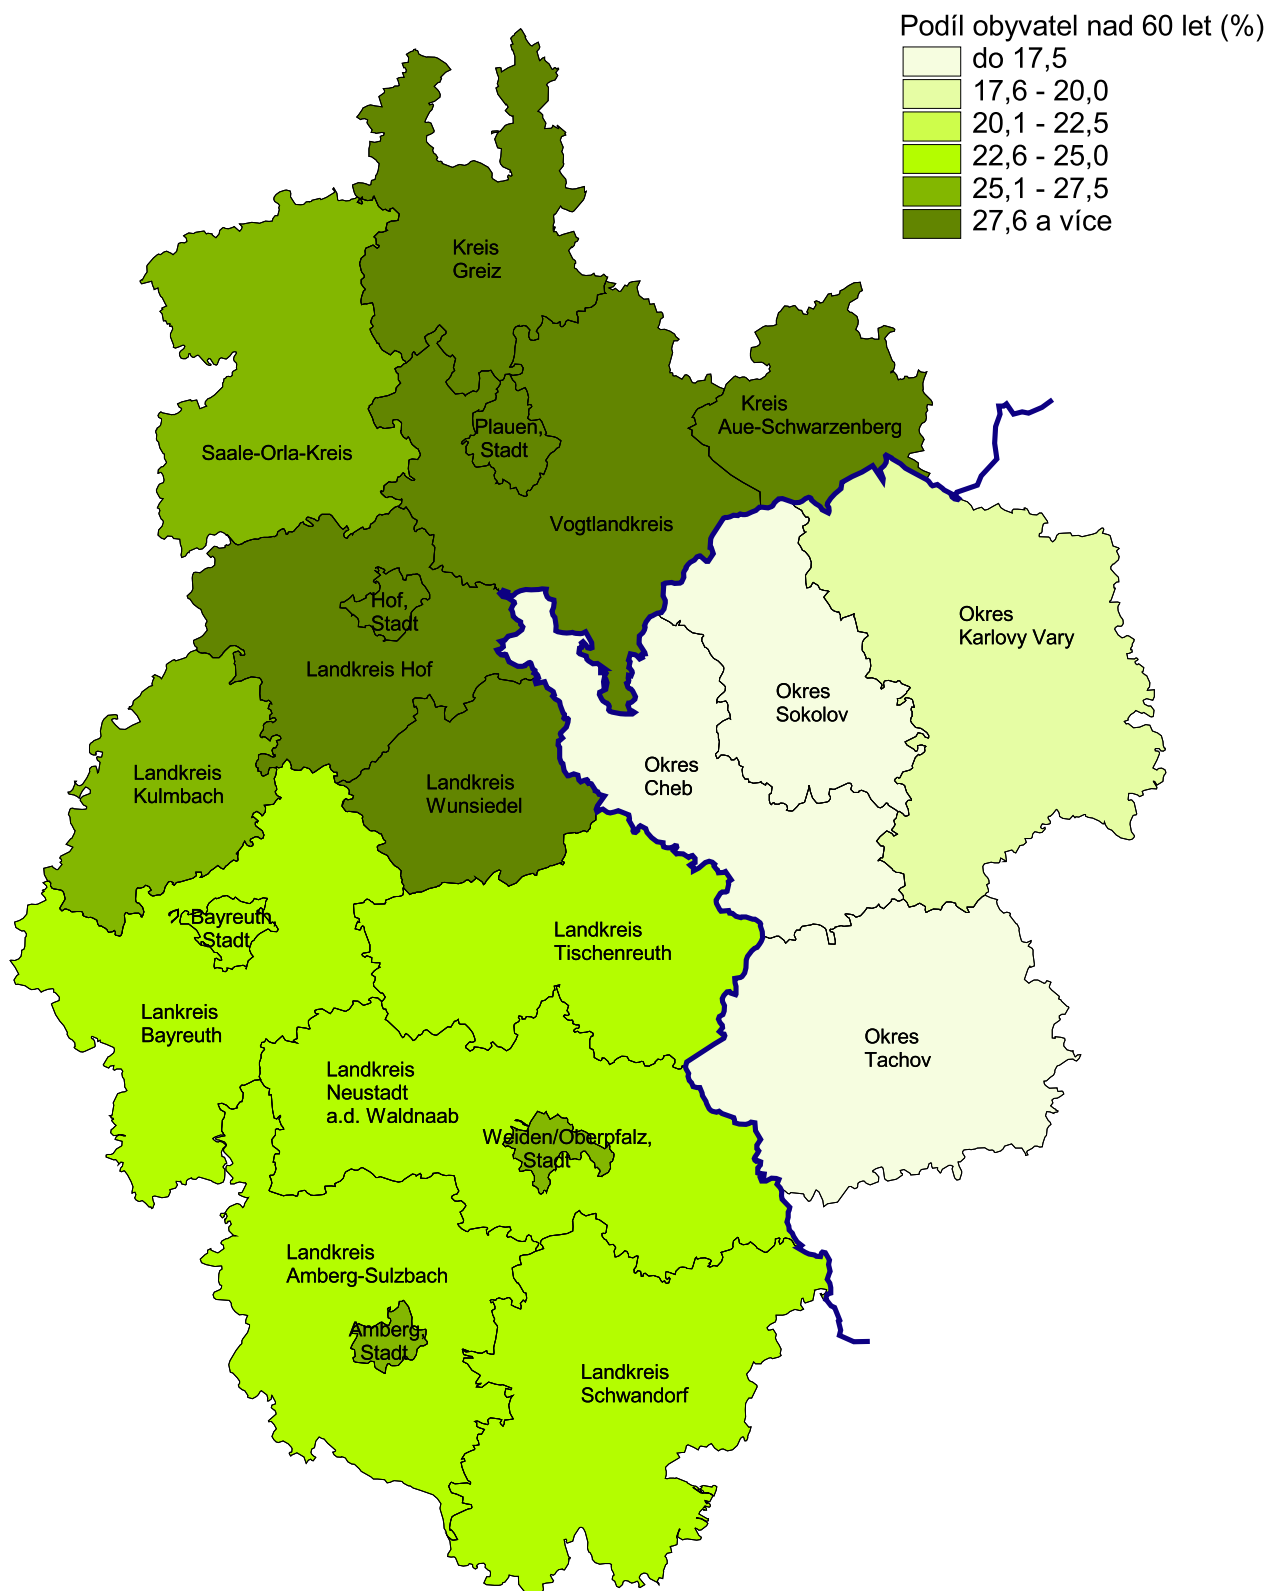 Podíl obyvatel nad 60 let (%)
do 17,5
17,6 - 20,0
20,1 - 22,5
22,6 - 25,0
25,1 - 27,5
27,6 a více
Kreis
Greiz
Kreis
Aue-Schwarzenberg
Plauen,
Stadt
Saale-Orla-Kreis
Vogtlandkreis
Hof,
Stadt
Landkreis Hof
Okres
Karlovy Vary
Okres
Sokolov
Okres
Cheb
Landkreis
Kulmbach
Landkreis
Wunsiedel
Bayreuth,
Stadt
Landkreis
Tischenreuth
Lankreis
Bayreuth
Okres
Tachov
Landkreis
Neustadt
a.d. Waldnaab
Weiden/Oberpfalz,
Stadt
Landkreis
Amberg-Sulzbach
Amberg,
Stadt
Landkreis
Schwandorf